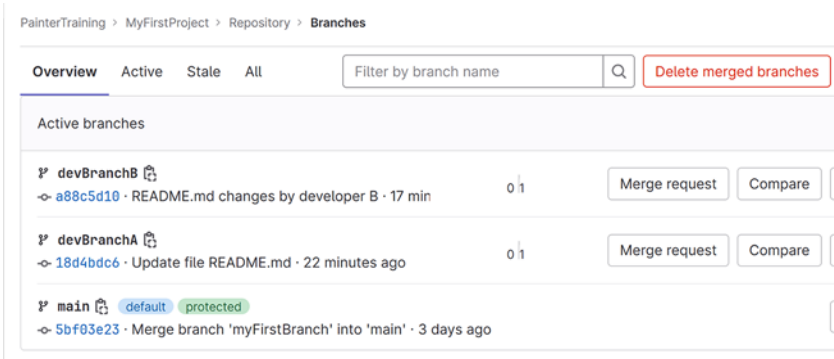 PainterTraining > MyFirstProject > Repository > Branches
Overview Active Stale All Filter by branch name Delete merged branches
Active branches
devBranchB
a88c5d10 · README.md changes by developer B · 17 min
0 1 Merge request Compare
devBranchA
18d4bdc6 · Update file README.md · 22 minutes ago
0 1 Merge request Compare
main default protected
5bf03e23 · Merge branch 'myFirstBranch' into 'main' · 3 days ago